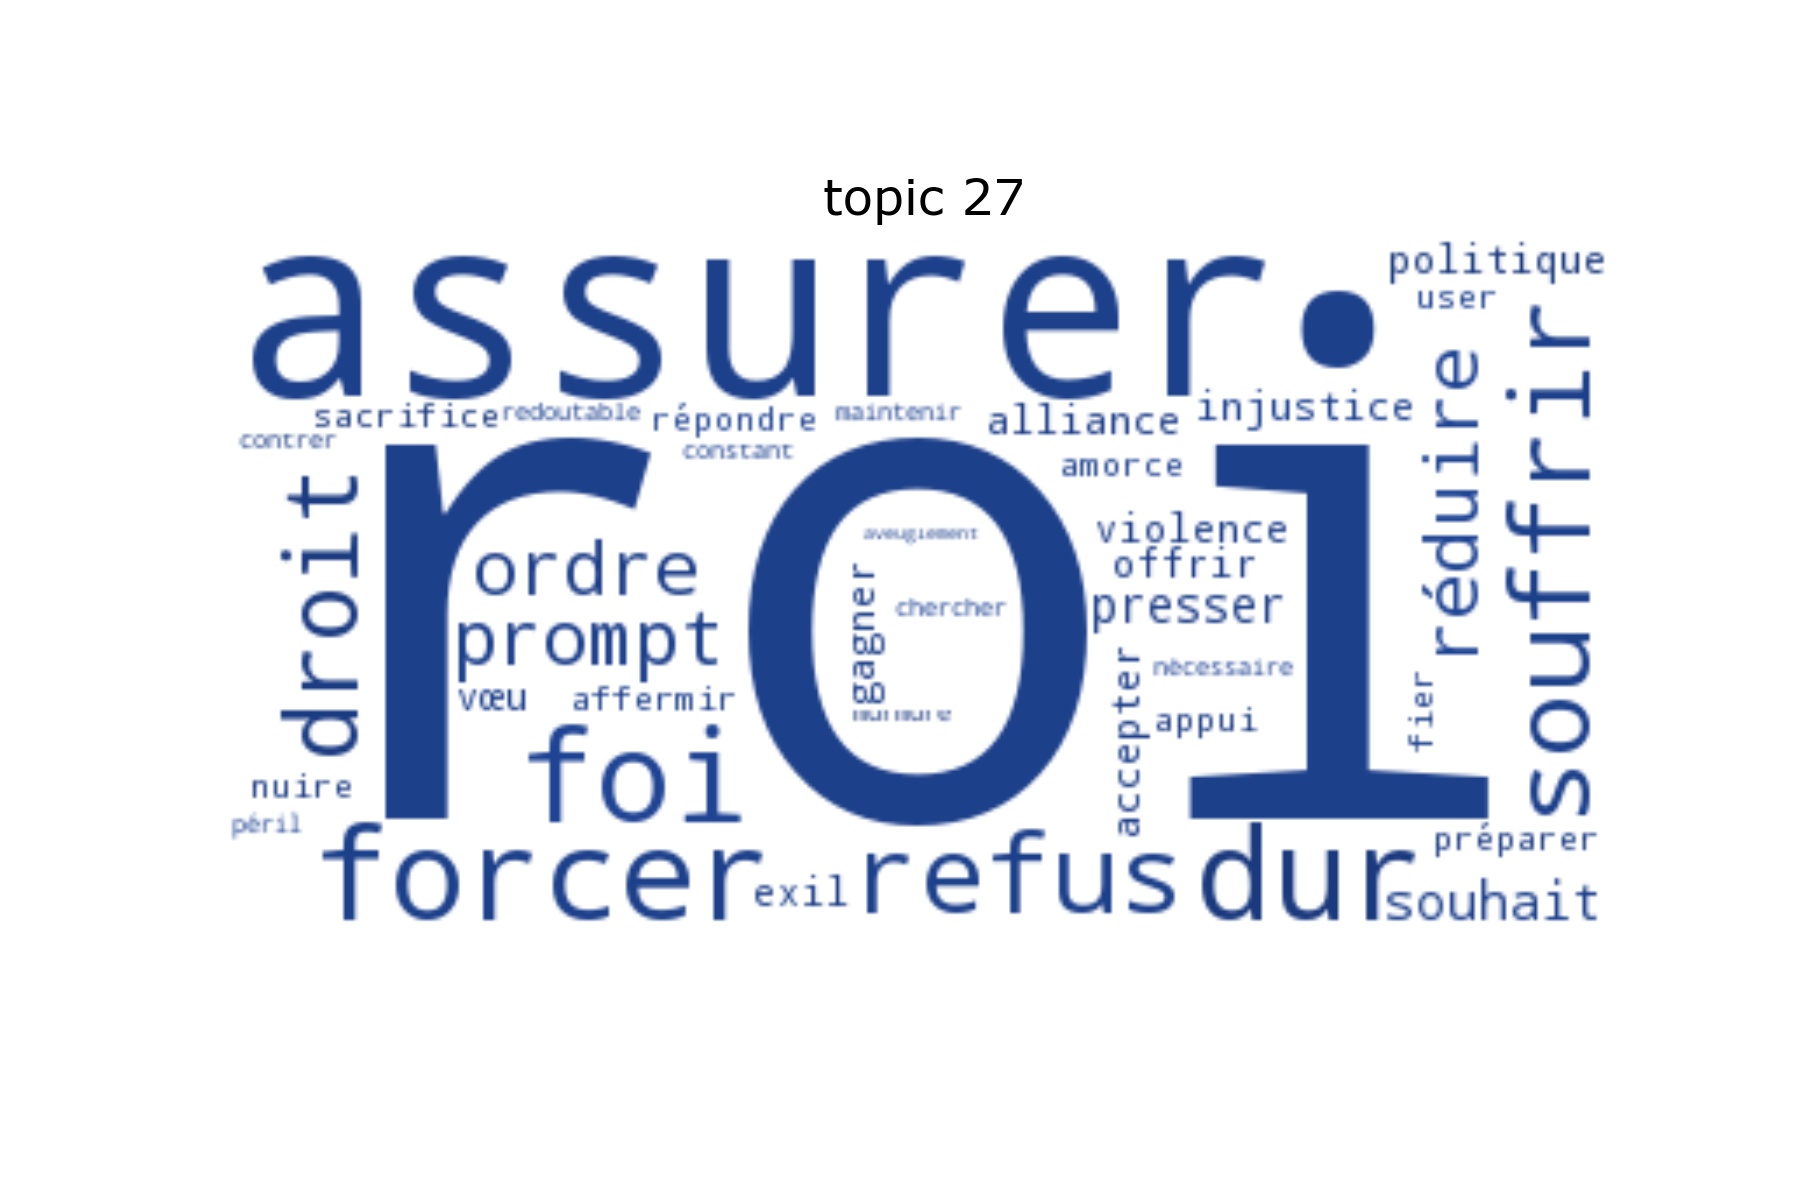 topic 27
assurer
politique
user
sacrifice
redoutable
répondre
maintenir
alliance
injustice
contrer
constant
amorce
réduire
souffrir
droit
roi
ordre
violence
offrir
prompt
gagner
chercher
presser
nécessaire
vœu
affermir
accepter
appui
fier
foi
nuire
péril
forcer
exil
refus
dur
préparer
souhait